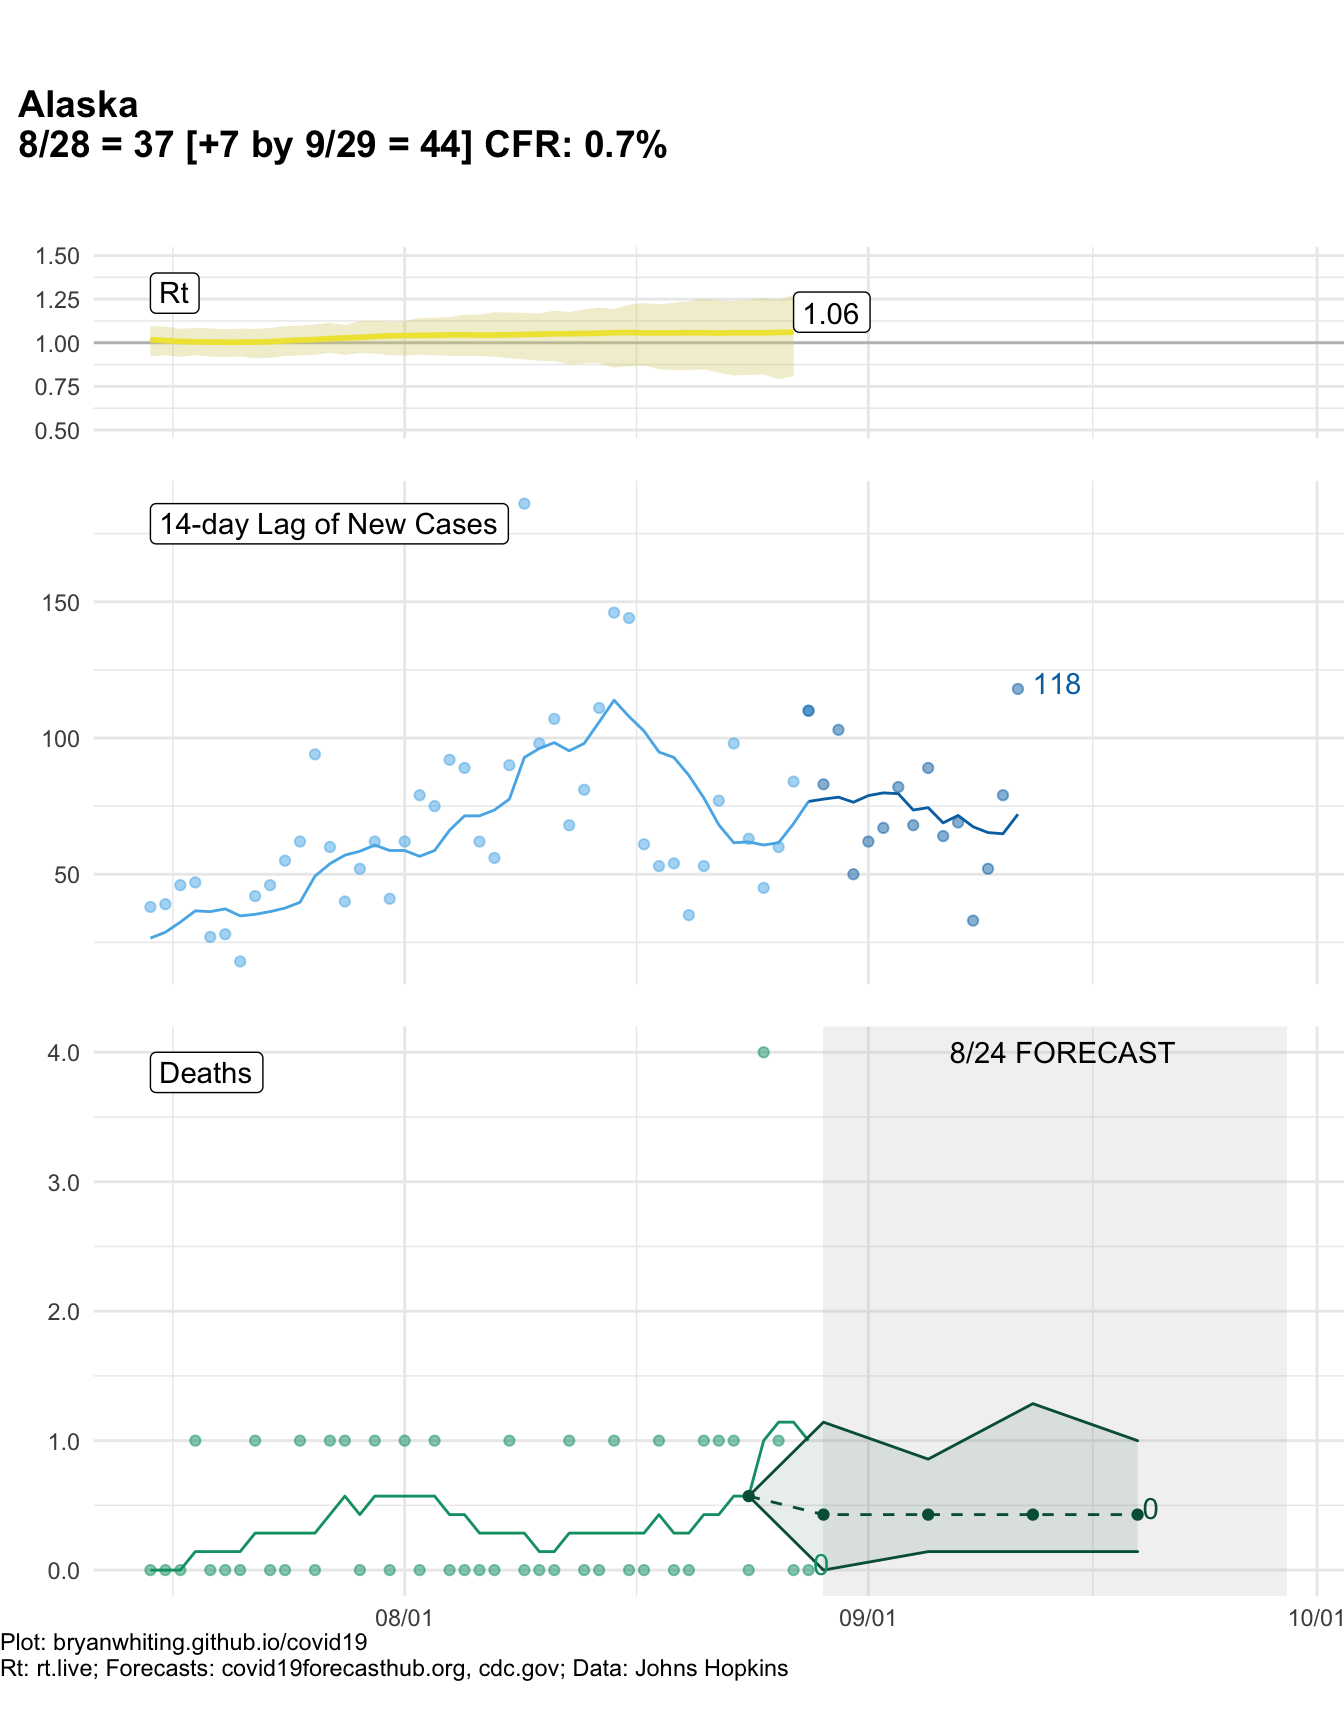 Alaska
8/28 = 37 [+7 by 9/29 = 44] CFR: 0.7%
1.50
Rt
1.25
1.06
1.00
0.75
0.50
14-day Lag of New Cases
150
118
100
50
4.0
8/24 FORECAST
Deaths
3.0
2.0
1.0
0
0
0.0
08/01
09/01
10/01
Plot: bryanwhiting.github.io/covid19
Rt: rt.live; Forecasts: covid19forecasthub.org, cdc.gov; Data: Johns Hopkins